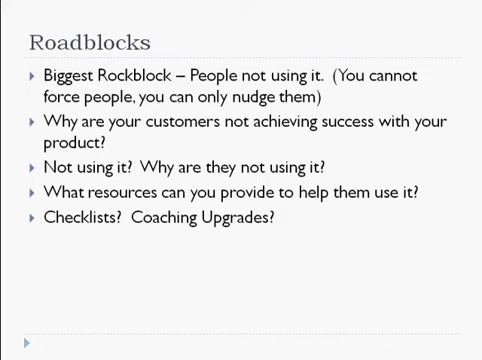 Roadblocks
Biggest Rockblock – People not using it. (You cannot
force people, you can only nudge them)
Why are your customers not achieving success with your
product?
Not using it? Why are they not using it?
What resources can you provide to help them use it?
Checklists? Coaching Upgrades?